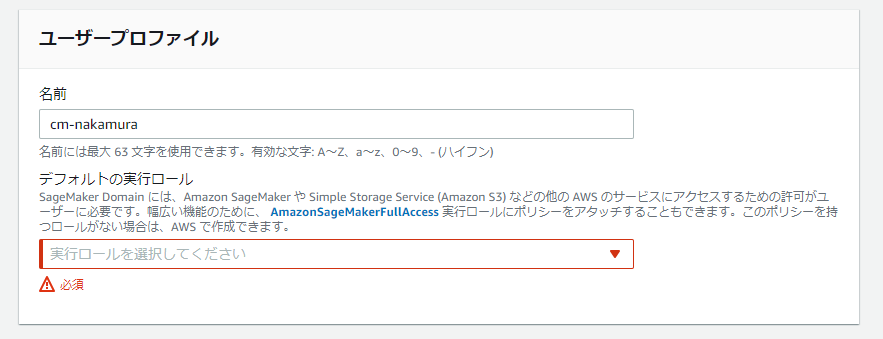 ユーザープロファイル
名前
cm-nakamura
名前には最大 63 文字を使用できます。有効な文字: A〜Z、a〜z、0〜9、- (ハイフン)
デフォルトの実行ロール
SageMaker Domain には、Amazon SageMaker や Simple Storage Service (Amazon S3) などの他の AWS のサービスにアクセスするための許可がユ
ーザーに必要です。幅広い機能のために、 AmazonSageMakerFullAccess 実行ロールにポリシーをアタッチすることもできます。このポリシーを持
つロールがない場合は、AWS で作成できます。
実行ロールを選択してください
必須